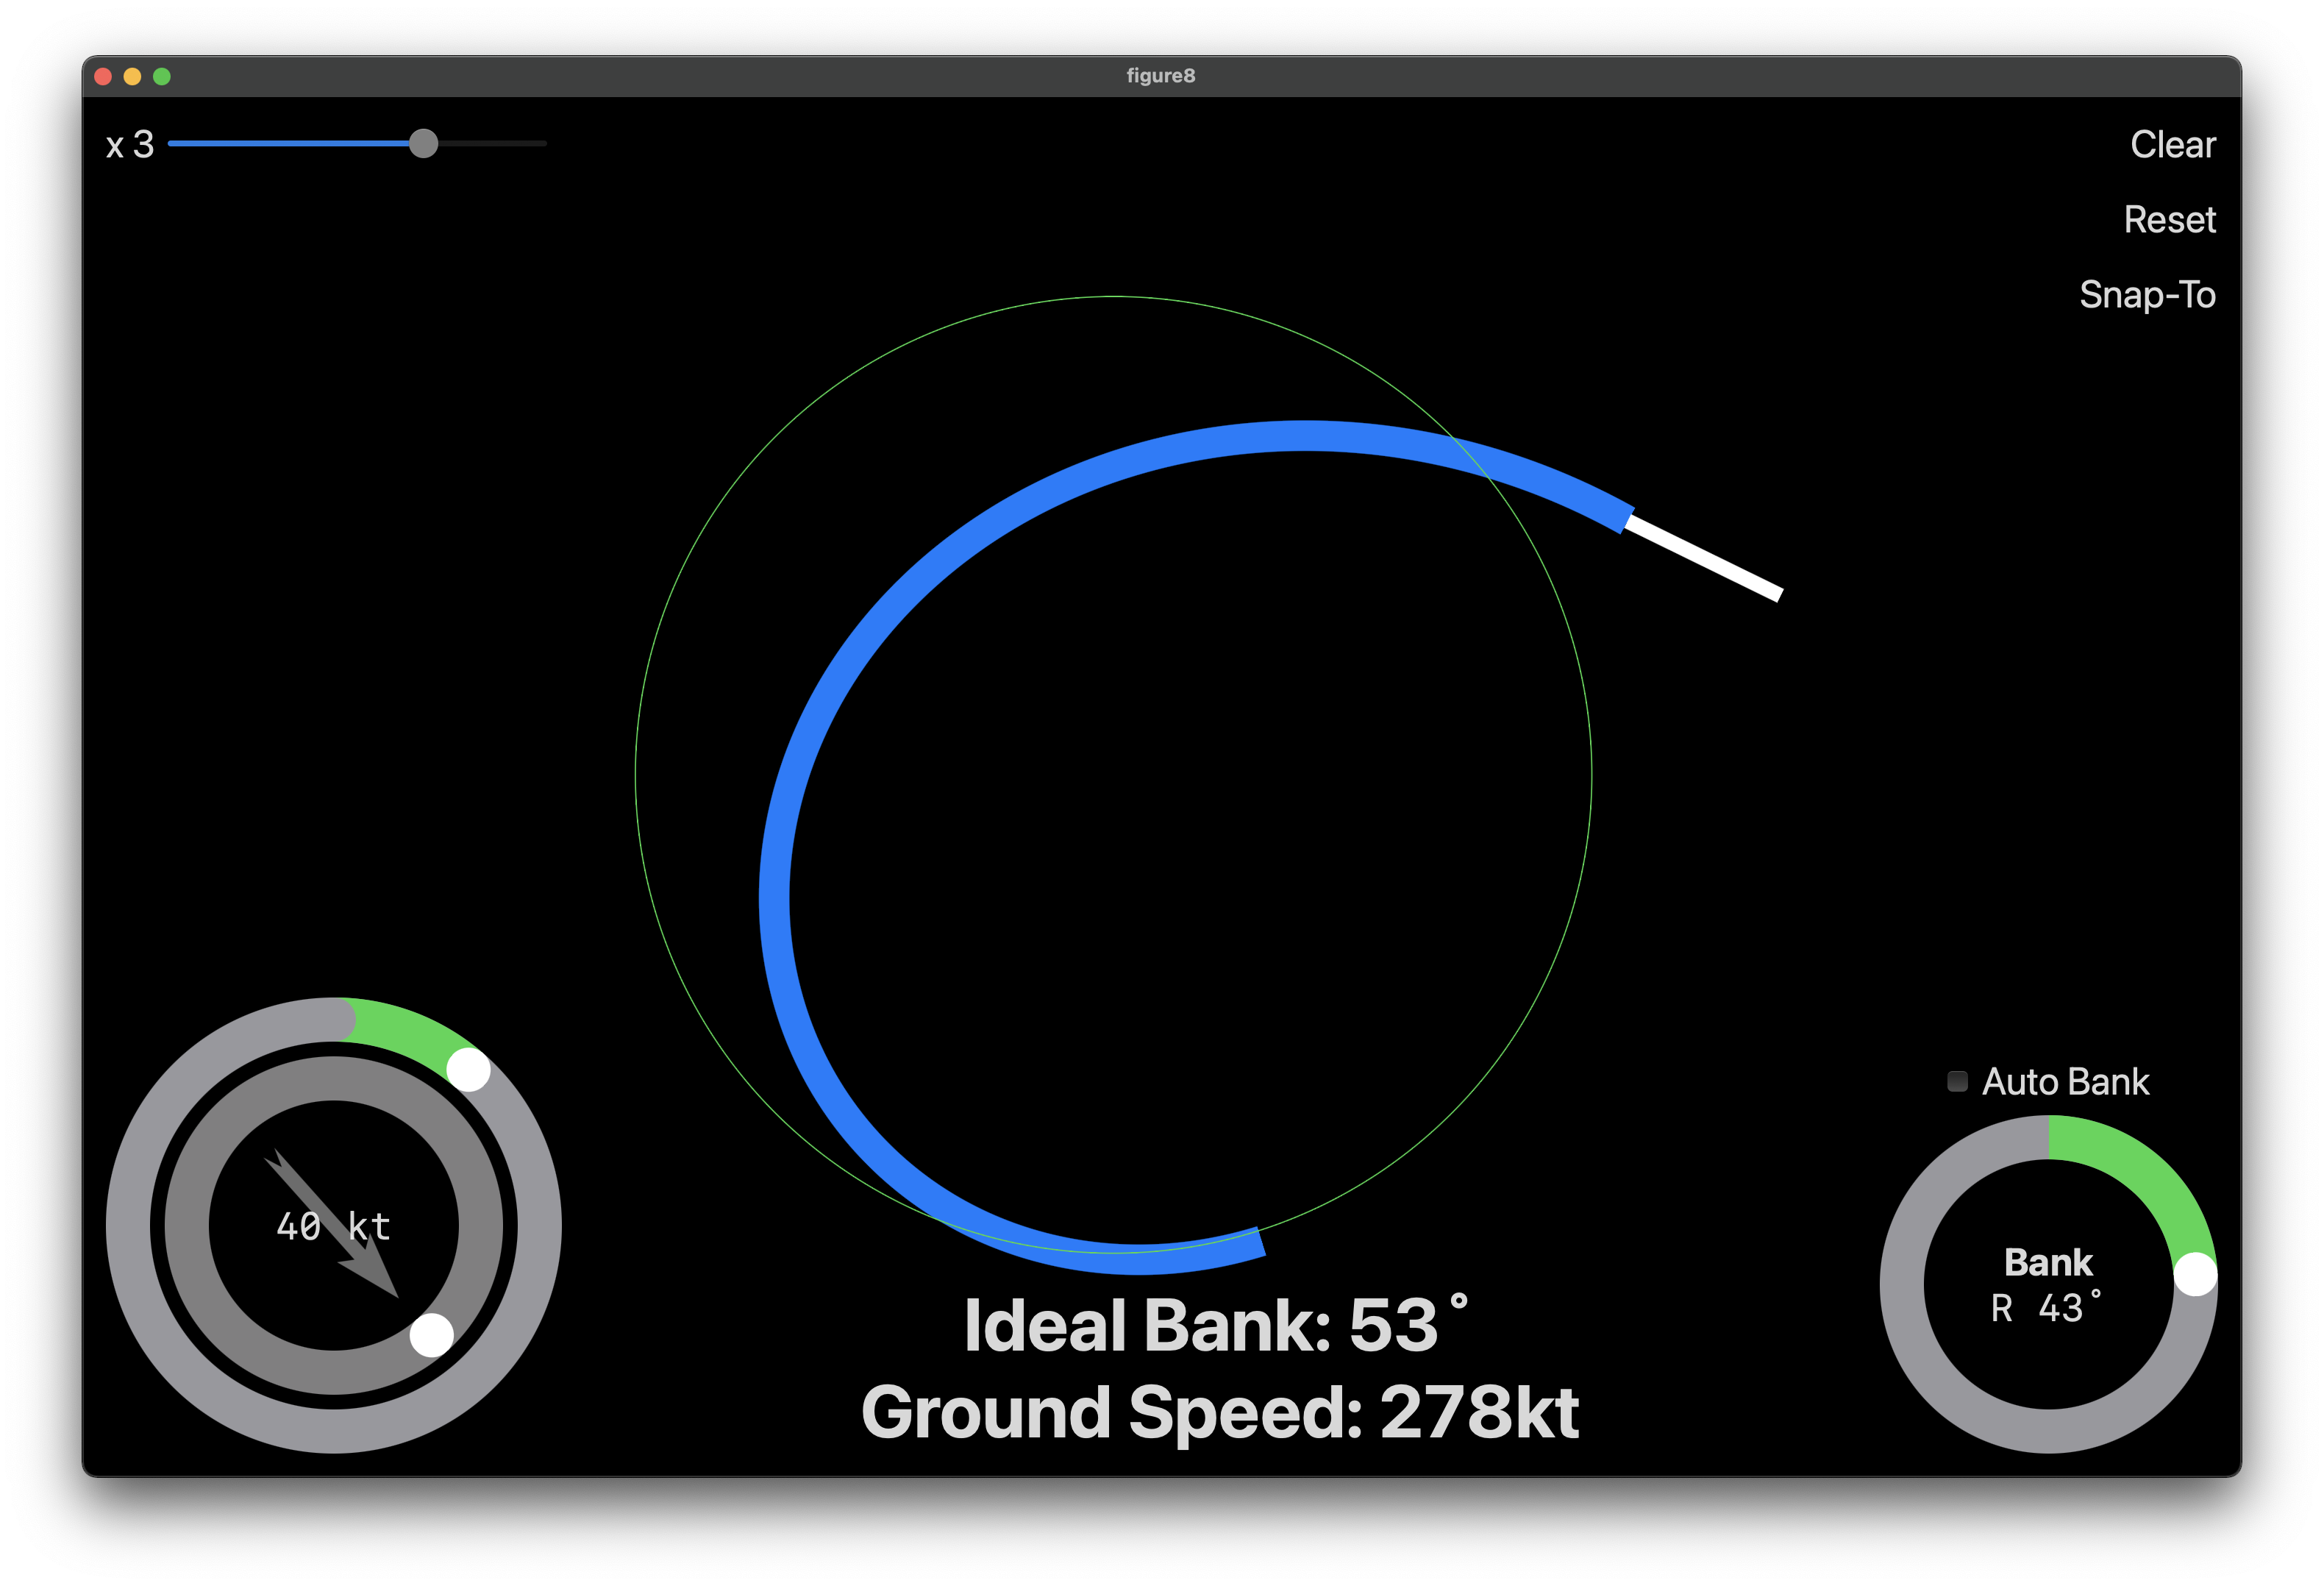 figure8
x 3
Clear
Reset
Snap-To
40 kt
Auto Bank
Bank
R 43°
Ideal Bank: 53°
Ground Speed: 278kt